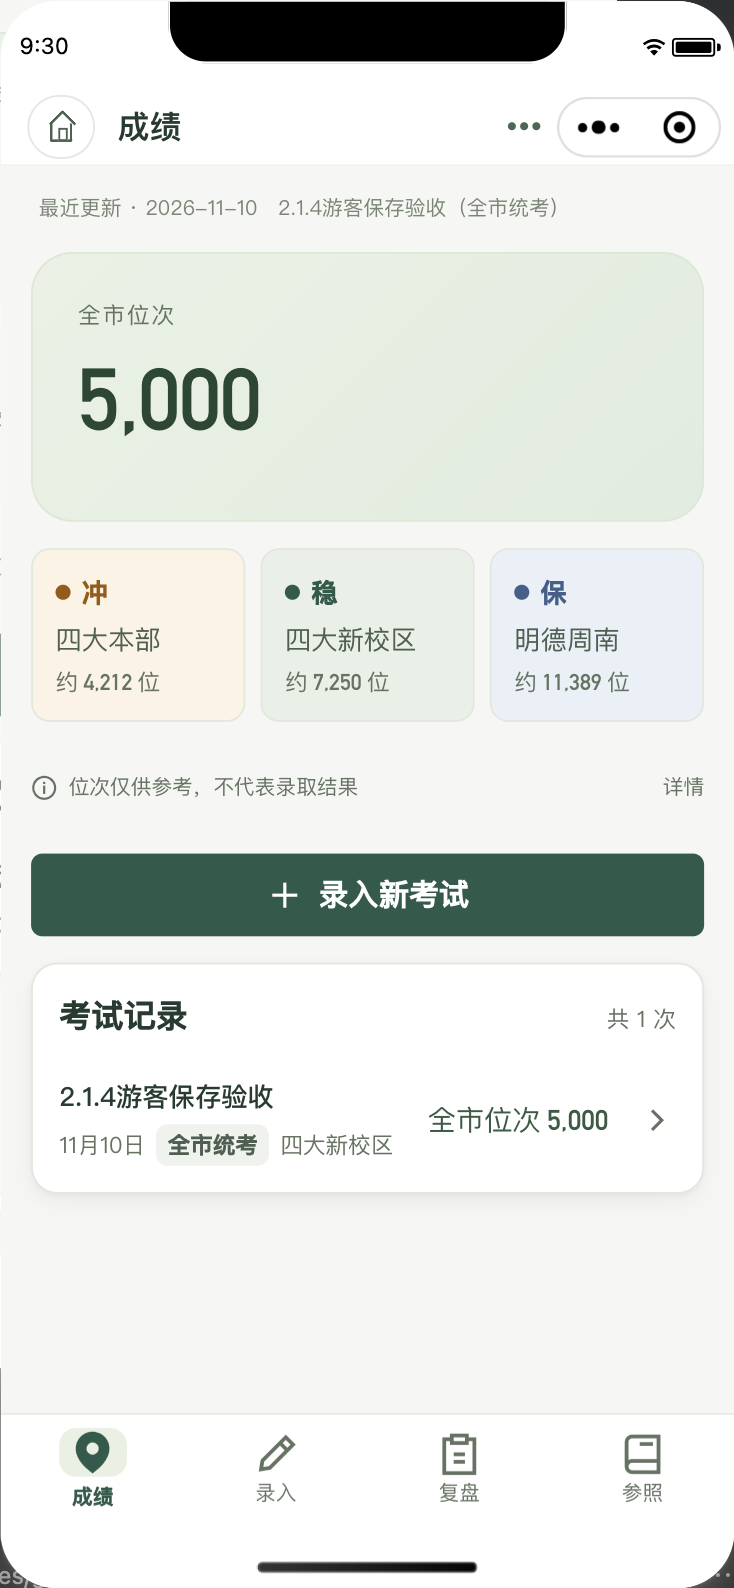 9:30
成绩
最近更新 · 2026-11-10 2.1.4游客保存验收（全市统考）
全市位次
5,000
冲
四大本部
约 4,212 位
稳
四大新校区
约 7,250 位
保
明德周南
约 11,389 位
位次仅供参考，不代表录取结果
详情
＋ 录入新考试
考试记录
共 1 次
2.1.4游客保存验收
11月10日 全市统考 四大新校区
全市位次 5,000
成绩
录入
复盘
参照